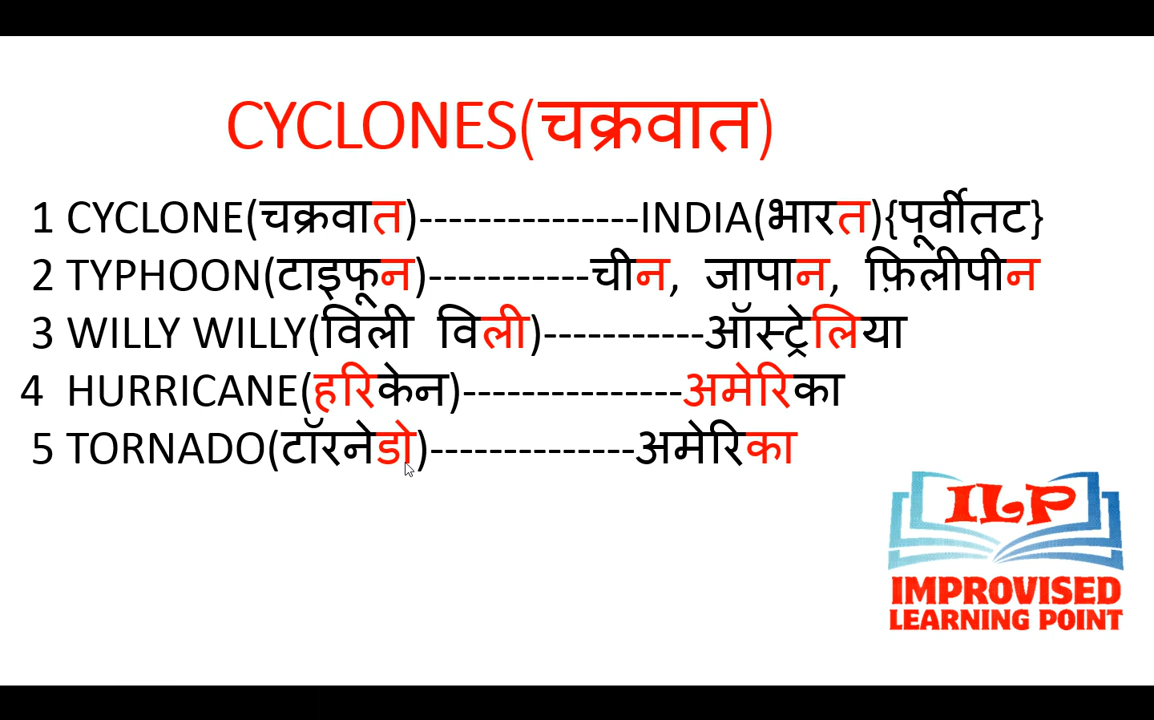 CYCLONES(चक्रवात)
1 CYCLONE(चक्रवात)---------------INDIA(भारत){पूर्वीतट}
2 TYPHOON(टाइफून)-----------चीन, जापान, फ़िलीपीन
3 WILLY WILLY(विली विली)-----------ऑस्ट्रेलिया
4 HURRICANE(हरिकेन)---------------अमेरिका
5 TORNADO(टॉरनेडो)--------------अमेरिका
ILP
IMPROVISED
LEARNING POINT